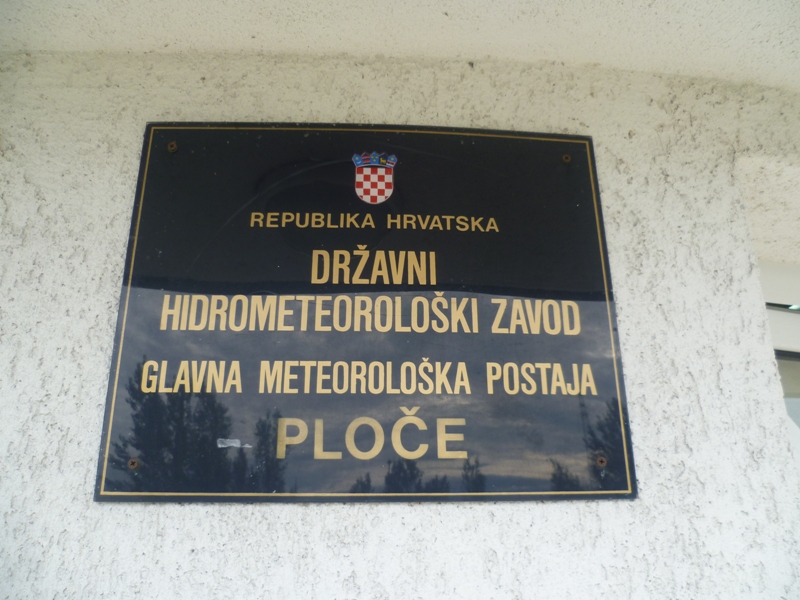 REPUBLIKA HRVATSKA
DRŽAVNI
HIDROMETEOROLOŠKI ZAVOD
GLAVNA METEOROLOŠKA POSTAJA
PLOČE